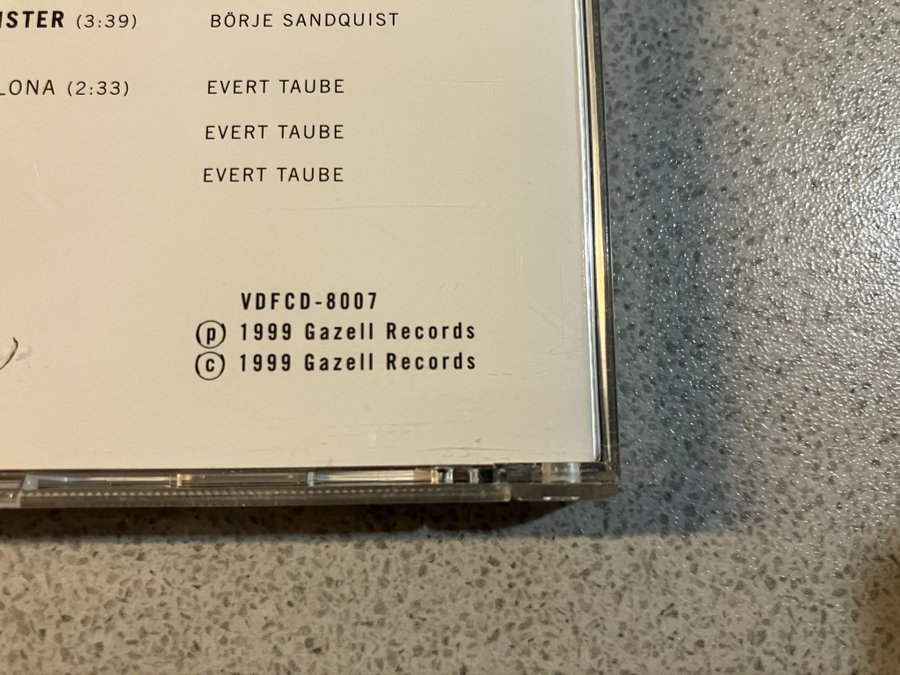 ISTER (3:39) BÖRJE SANDQUIST
LONA (2:33) EVERT TAUBE
EVERT TAUBE
EVERT TAUBE
VDFCD-8007
(p) 1999 Gazell Records
(c) 1999 Gazell Records